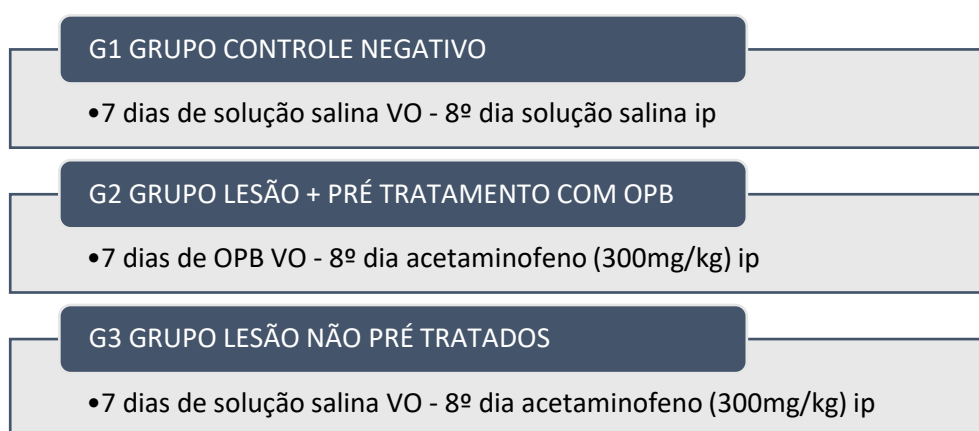 G1 GRUPO CONTROLE NEGATIVO
•7 dias de solução salina VO - 8º dia solução salina ip
G2 GRUPO LESÃO + PRÉ TRATAMENTO COM OPB
•7 dias de OPB VO - 8º dia acetaminofeno (300mg/kg) ip
G3 GRUPO LESÃO NÃO PRÉ TRATADOS
•7 dias de solução salina VO - 8º dia acetaminofeno (300mg/kg) ip